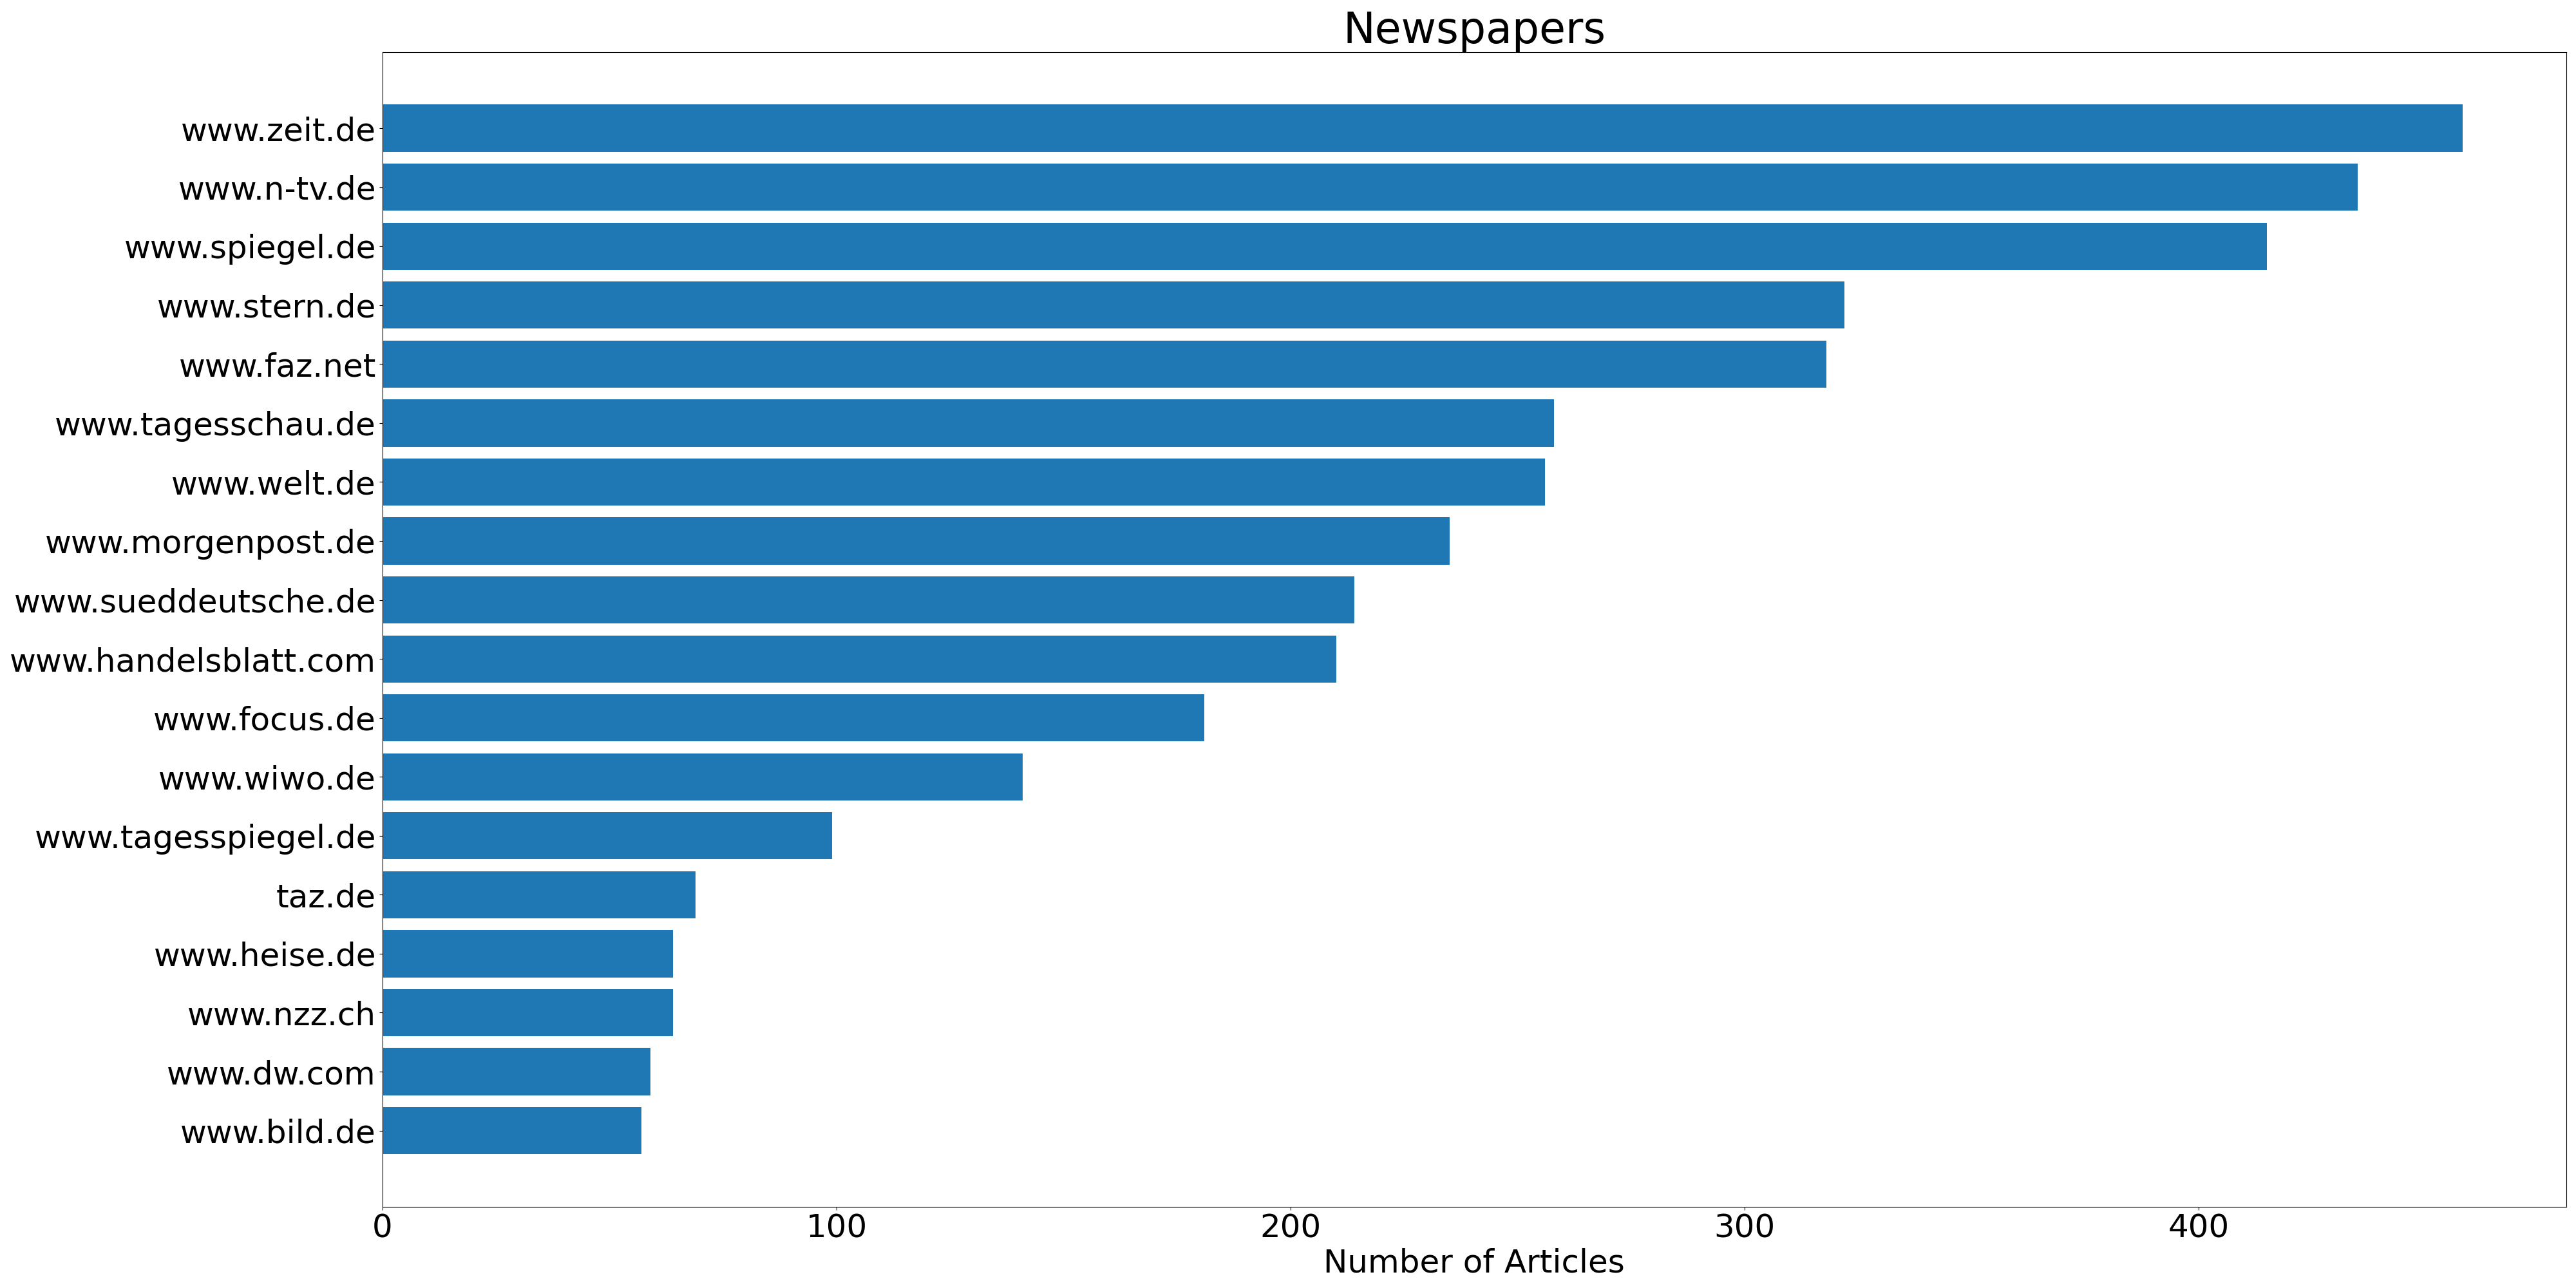 Newspapers
www.zeit.de
www.n-tv.de
www.spiegel.de
www.stern.de
www.faz.net
www.tagesschau.de
www.welt.de
www.morgenpost.de
www.sueddeutsche.de
www.handelsblatt.com
www.focus.de
www.wiwo.de
www.tagesspiegel.de
taz.de
www.heise.de
www.nzz.ch
www.dw.com
www.bild.de
0 100 200 300 400
Number of Articles